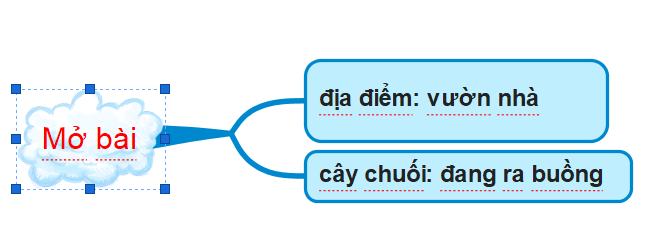 Mở bài
địa điểm: vườn nhà
cây chuối: đang ra buồng